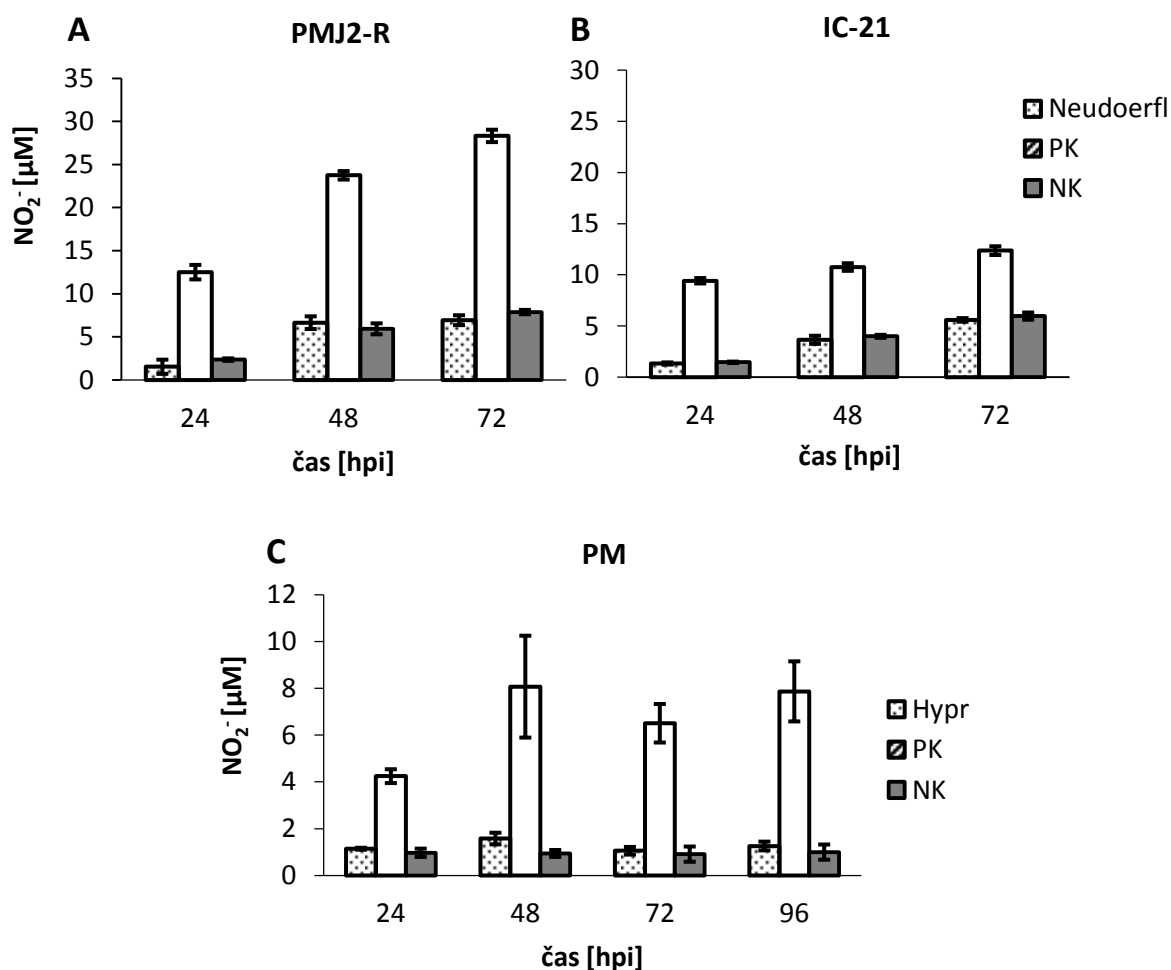 A
PMJ2-R
NO₂⁻ [µM]
35
30
25
20
15
10
5
0
24 48 72
čas [hpi]
B
IC-21
30
25
20
15
10
5
0
24 48 72
čas [hpi]
Neudoerfl
PK
NK
C
PM
NO₂⁻ [µM]
12
10
8
6
4
2
0
24 48 72 96
čas [hpi]
Hypr
PK
NK